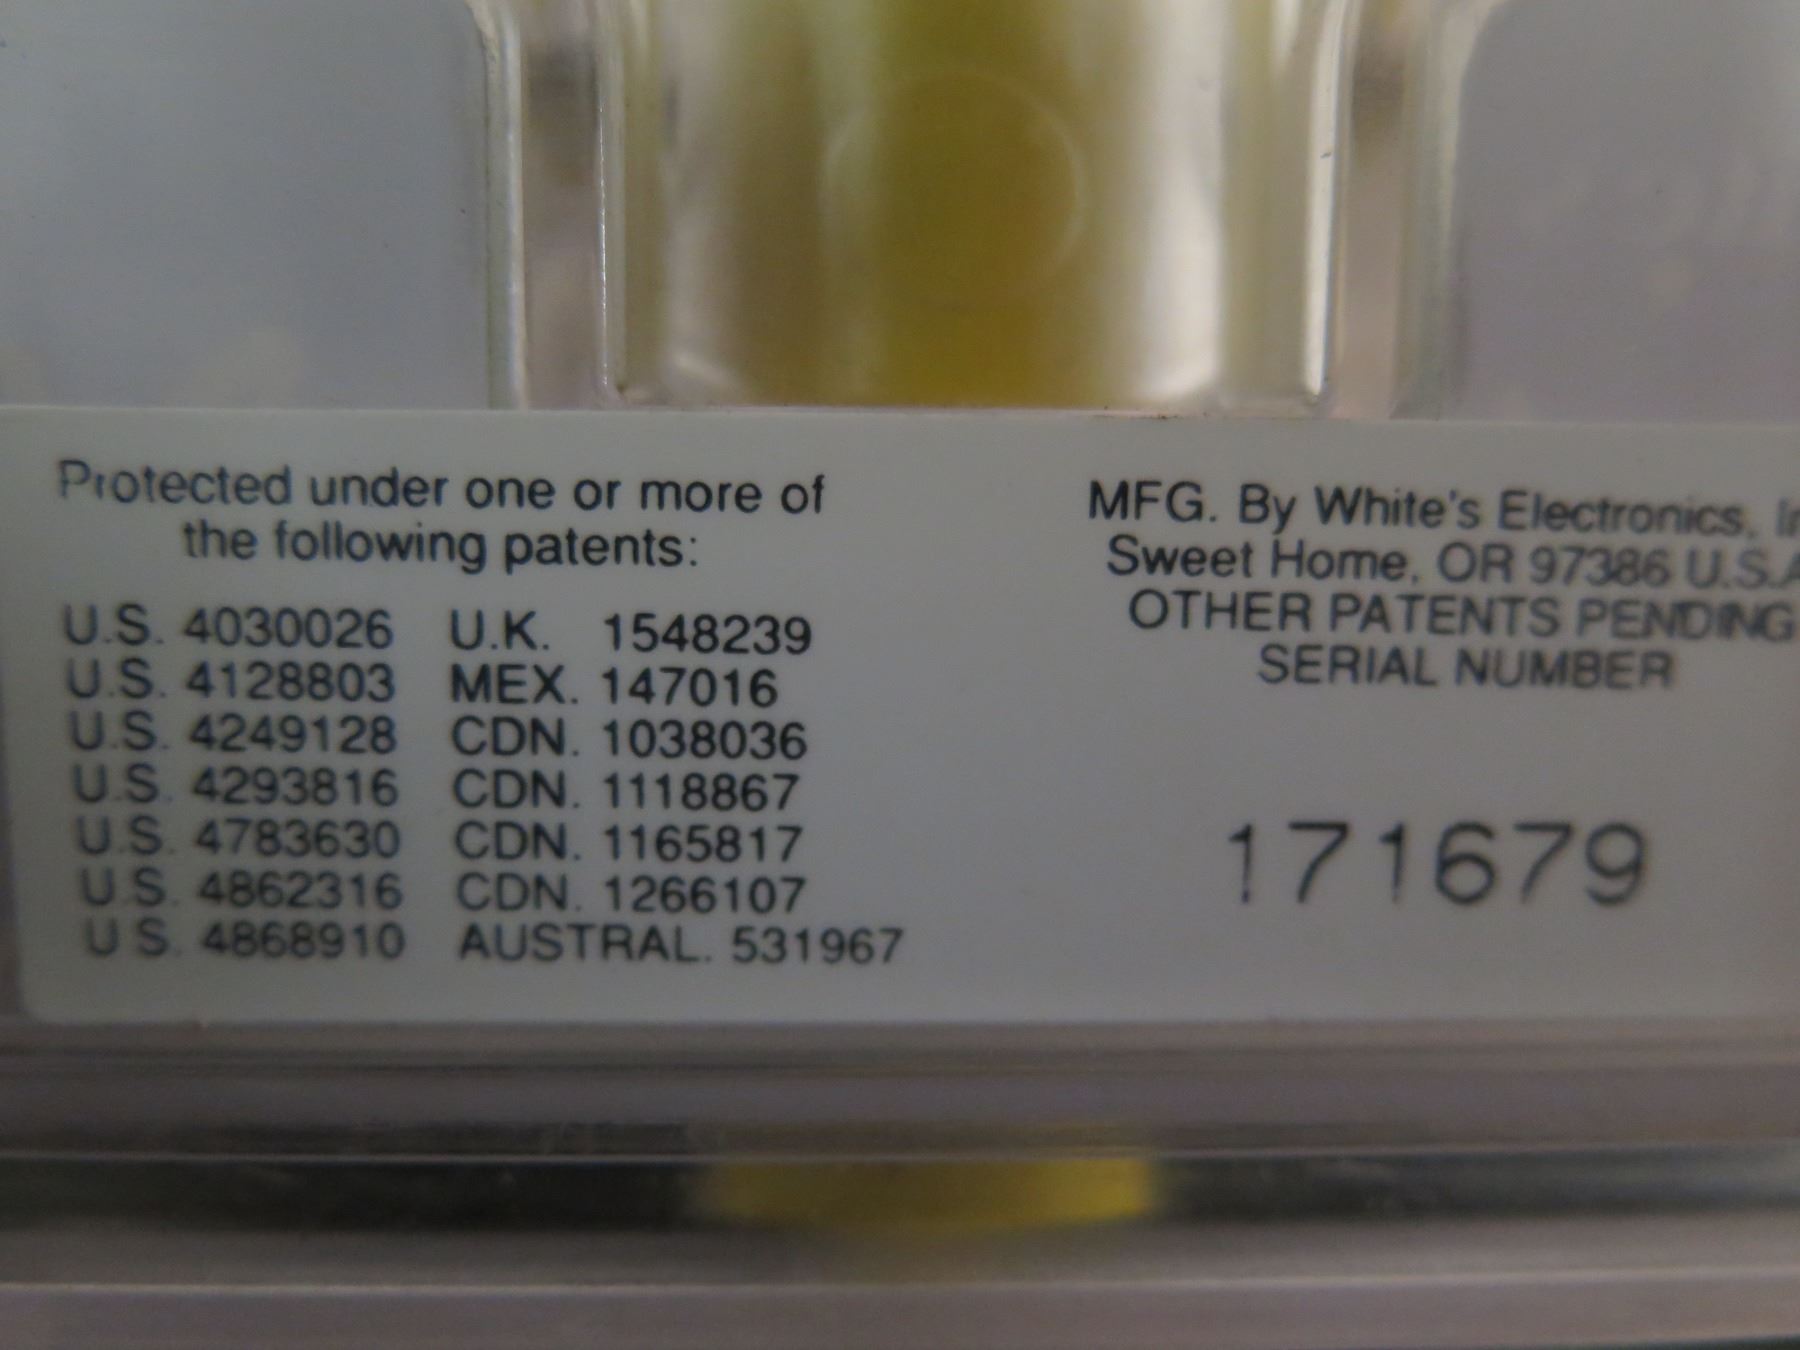 Protected under one or more of
the following patents:
U.S. 4030026 U.K. 1548239
U.S. 4128803 MEX. 147016
U.S. 4249128 CDN. 1038036
U.S. 4293816 CDN. 1118867
U.S. 4783630 CDN. 1165817
U.S. 4862316 CDN. 1266107
U.S. 4868910 AUSTRAL. 531967
MFG. By White's Electronics,
Sweet Home, OR 97386 U.S.A
OTHER PATENTS PENDING
SERIAL NUMBER
171679